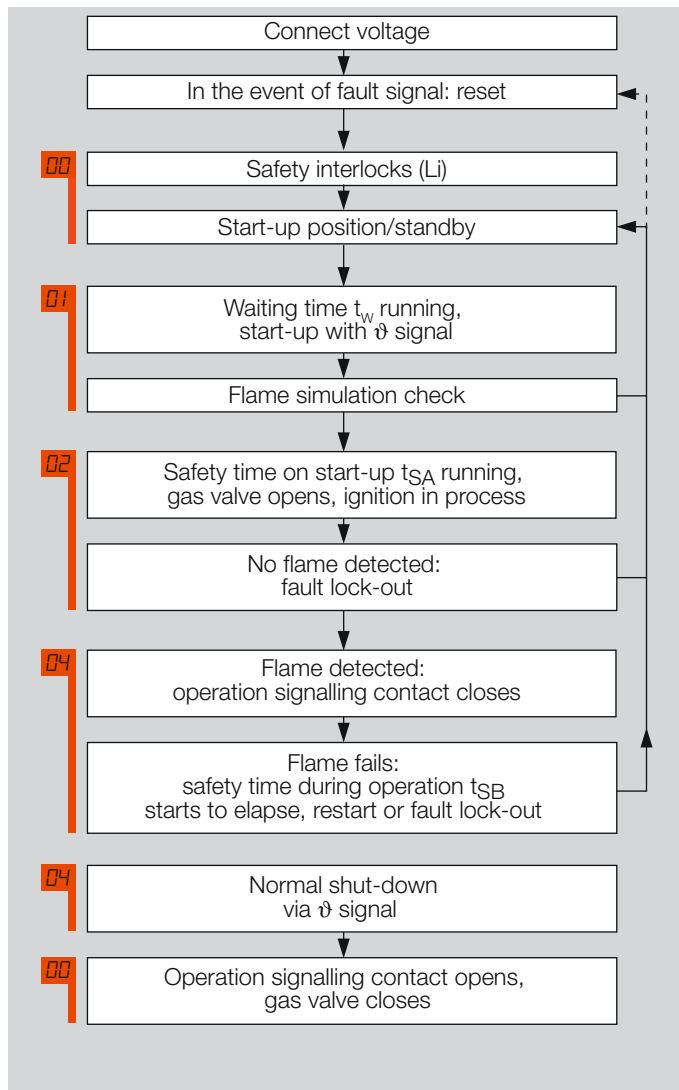 Connect voltage
In the event of fault signal: reset
00
Safety interlocks (Li)
Start-up position/standby
01
Waiting time tw running,
start-up with ϑ signal
Flame simulation check
02
Safety time on start-up tSA running,
gas valve opens, ignition in process
No flame detected:
fault lock-out
04
Flame detected:
operation signalling contact closes
Flame fails:
safety time during operation tSB
starts to elapse, restart or fault lock-out
04
Normal shut-down
via ϑ signal
00
Operation signalling contact opens,
gas valve closes